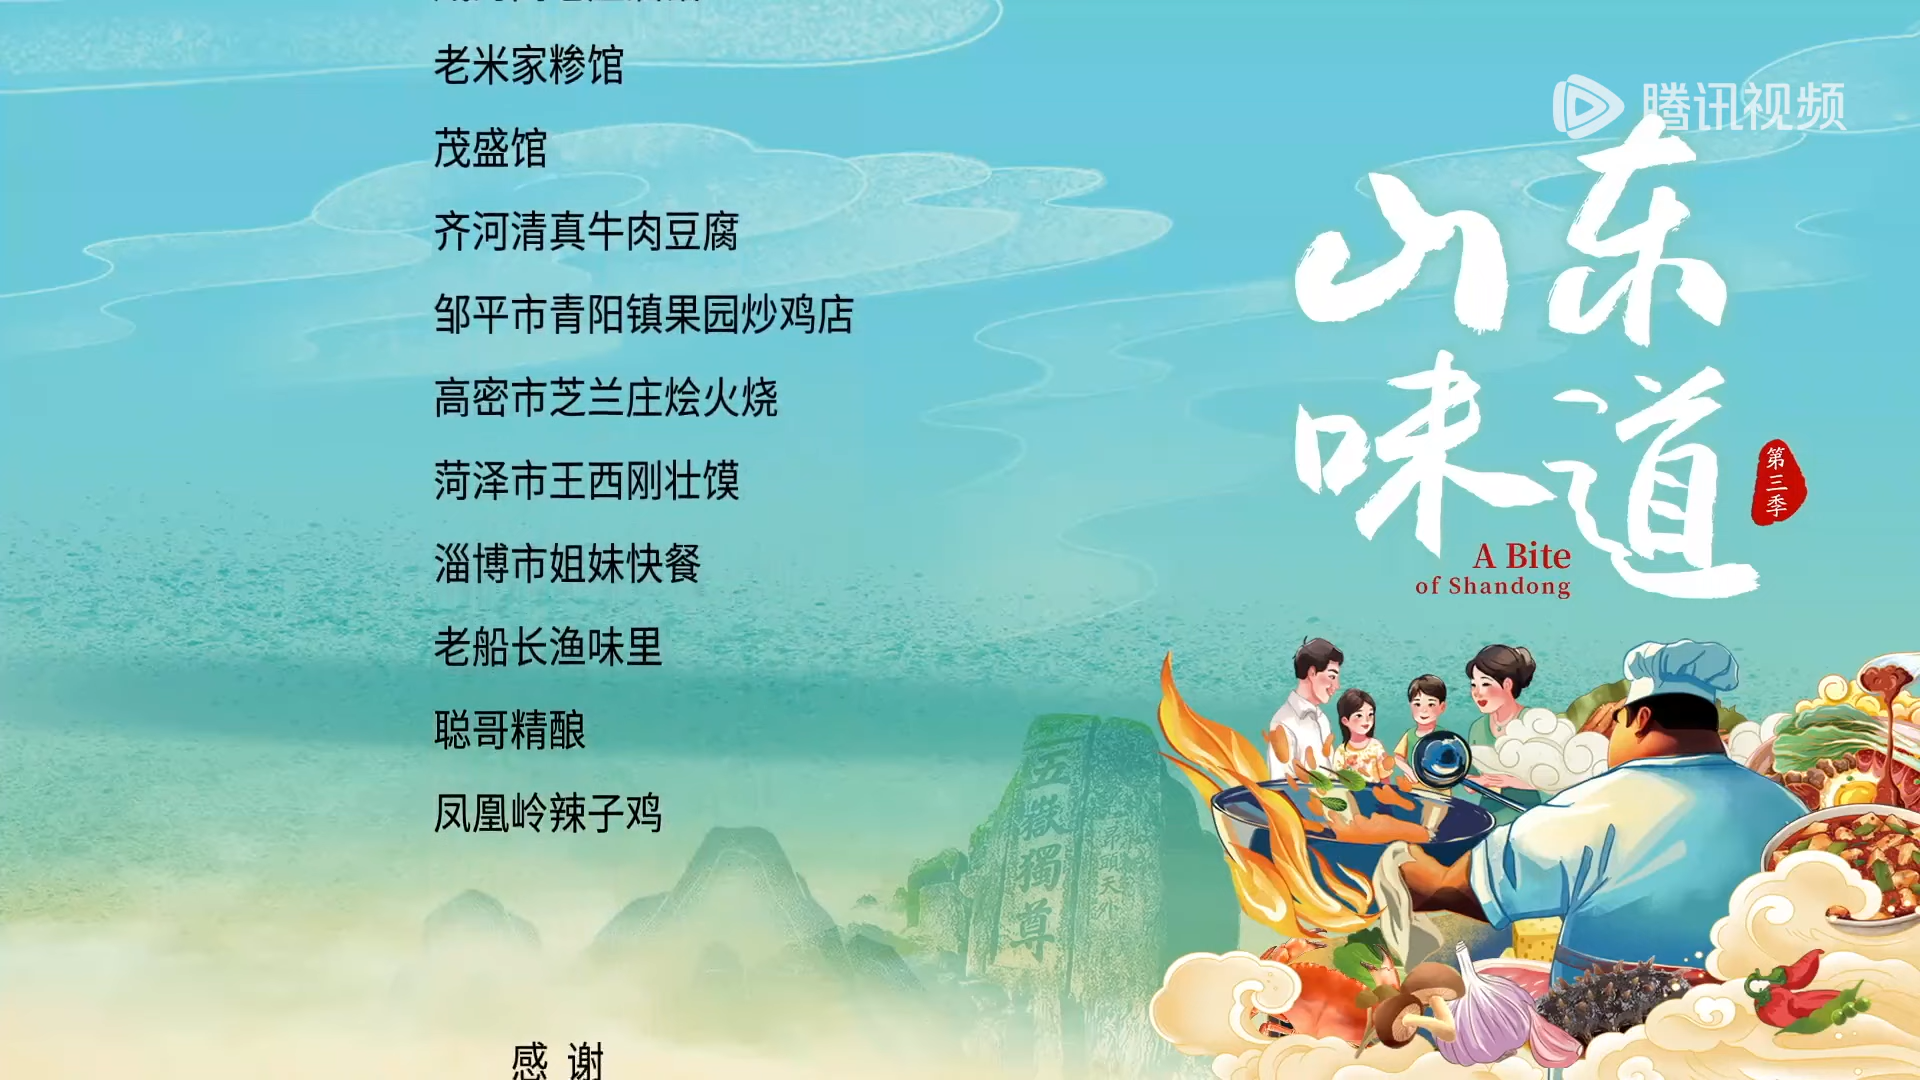 老米家糁馆
茂盛馆
齐河清真牛肉豆腐
邹平市青阳镇果园炒鸡店
高密市芝兰庄烩火烧
菏泽市王西刚壮馍
淄博市姐妹快餐
老船长渔味里
聪哥精酿
凤凰岭辣子鸡
感 谢
腾讯视频
山东
味道
第三季
A Bite
of Shandong
五嶽獨尊